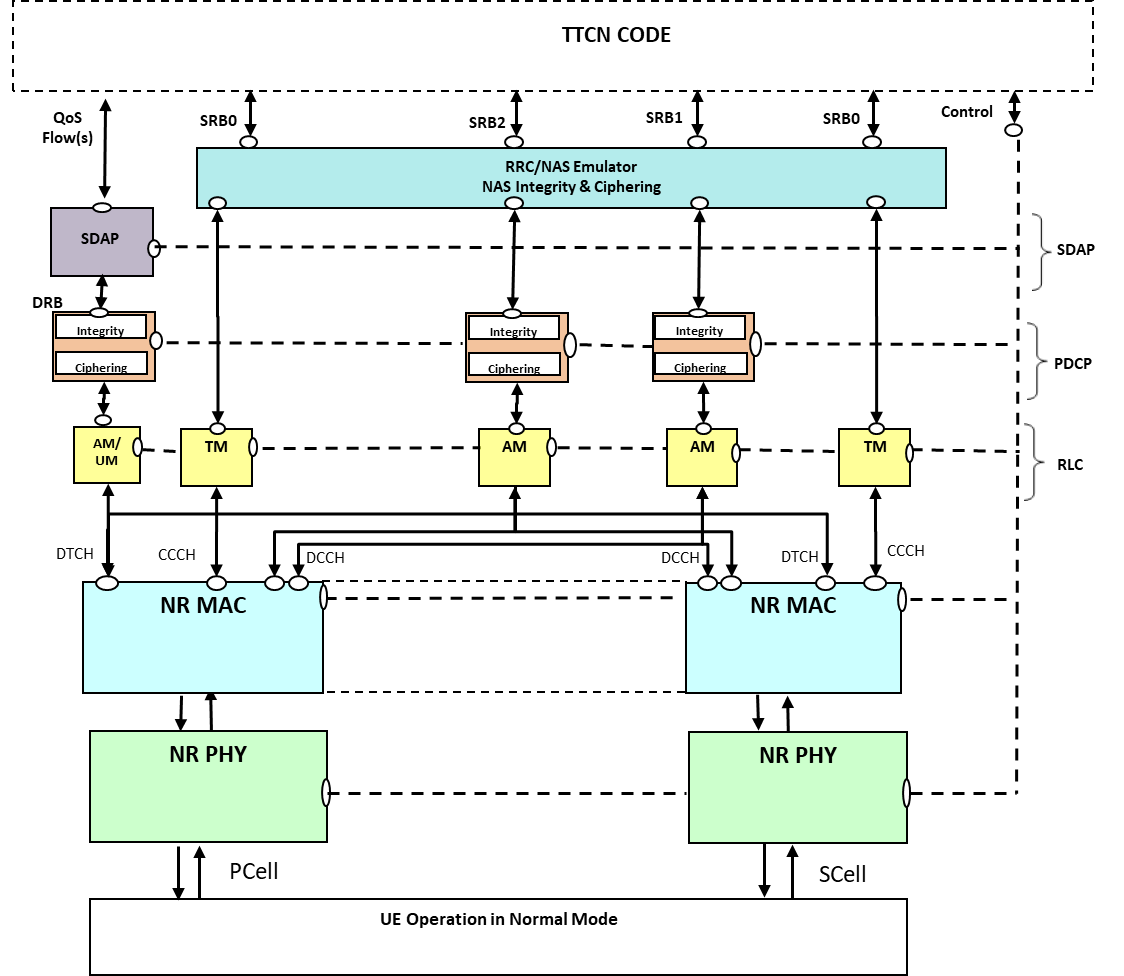 TTCN CODE
QoS
Flow(s)
SRB0
SRB2
SRB1
SRB0
Control
RRC/NAS Emulator
NAS Integrity & Ciphering
SDAP
SDAP
DRB
Integrity
Ciphering
Integrity
Ciphering
Integrity
Ciphering
PDCP
AM/
UM
TM
AM
AM
TM
RLC
DTCH
CCCH
DCCH
DCCH
DTCH
CCCH
NR MAC
NR MAC
NR PHY
NR PHY
PCell
SCell
UE Operation in Normal Mode